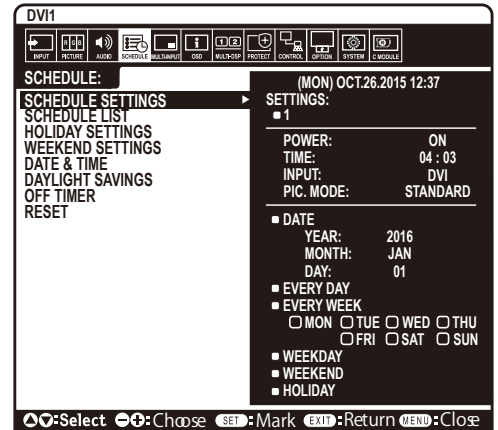 DVI1
INPUT PICTURE AUDIO SCHEDULE MULTI-INPUT OSD MULTI-DSP PROTECT CONTROL OPTION SYSTEM C MODULE
SCHEDULE:
SCHEDULE SETTINGS
SCHEDULE LIST
HOLIDAY SETTINGS
WEEKEND SETTINGS
DATE & TIME
DAYLIGHT SAVINGS
OFF TIMER
RESET
(MON) OCT.26.2015 12:37
SETTINGS:
1
POWER: ON
TIME: 04 : 03
INPUT: DVI
PIC. MODE: STANDARD
DATE
YEAR: 2016
MONTH: JAN
DAY: 01
EVERY DAY
EVERY WEEK
MON TUE WED THU
FRI SAT SUN
WEEKDAY
WEEKEND
HOLIDAY
:Select :Choose SET:Mark EXIT:Return MENU:Close